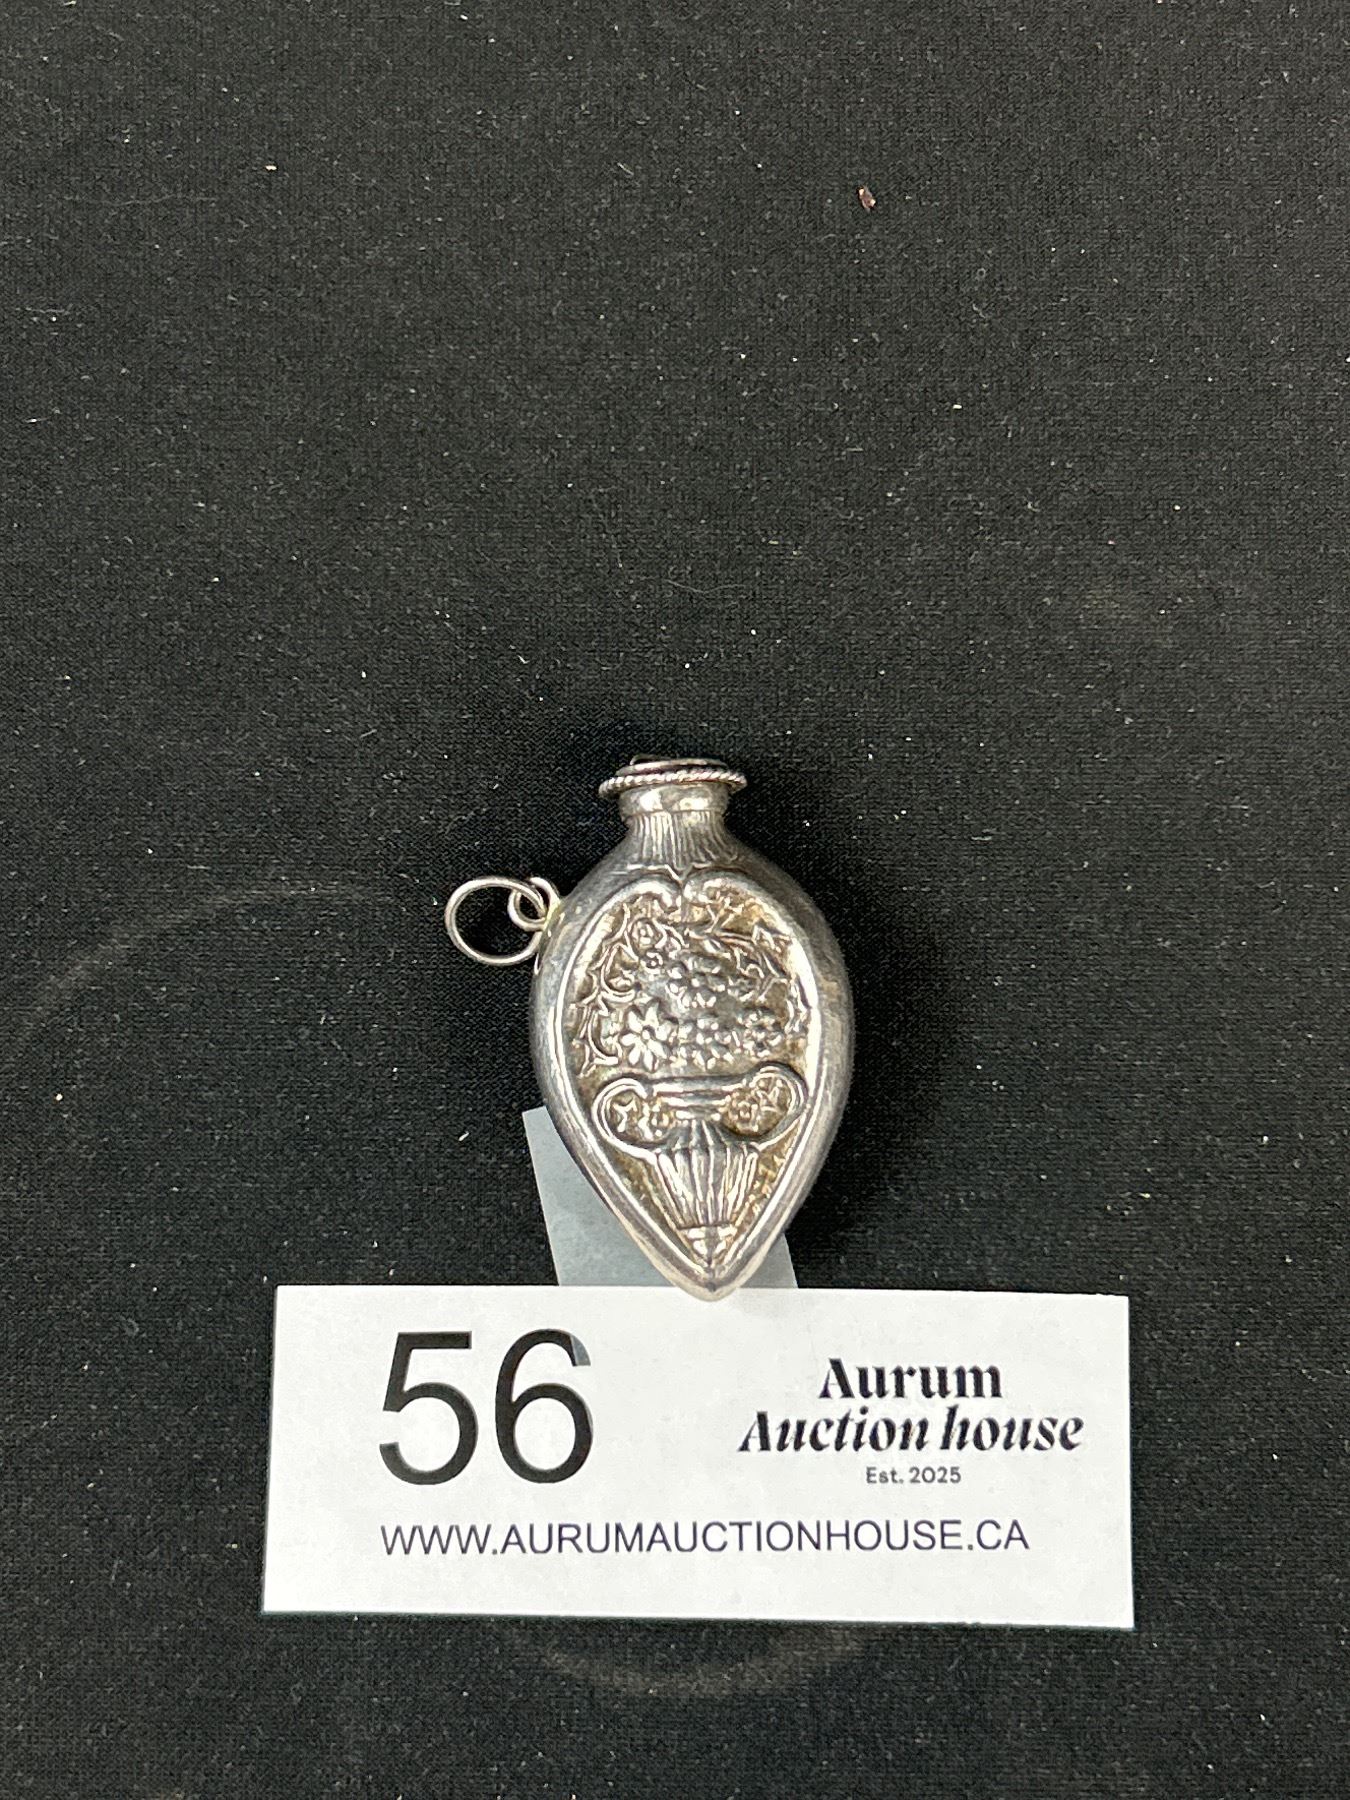 56
Aurum
Auction house
Est. 2025
WWW.AURUMAUCTIONHOUSE.CA